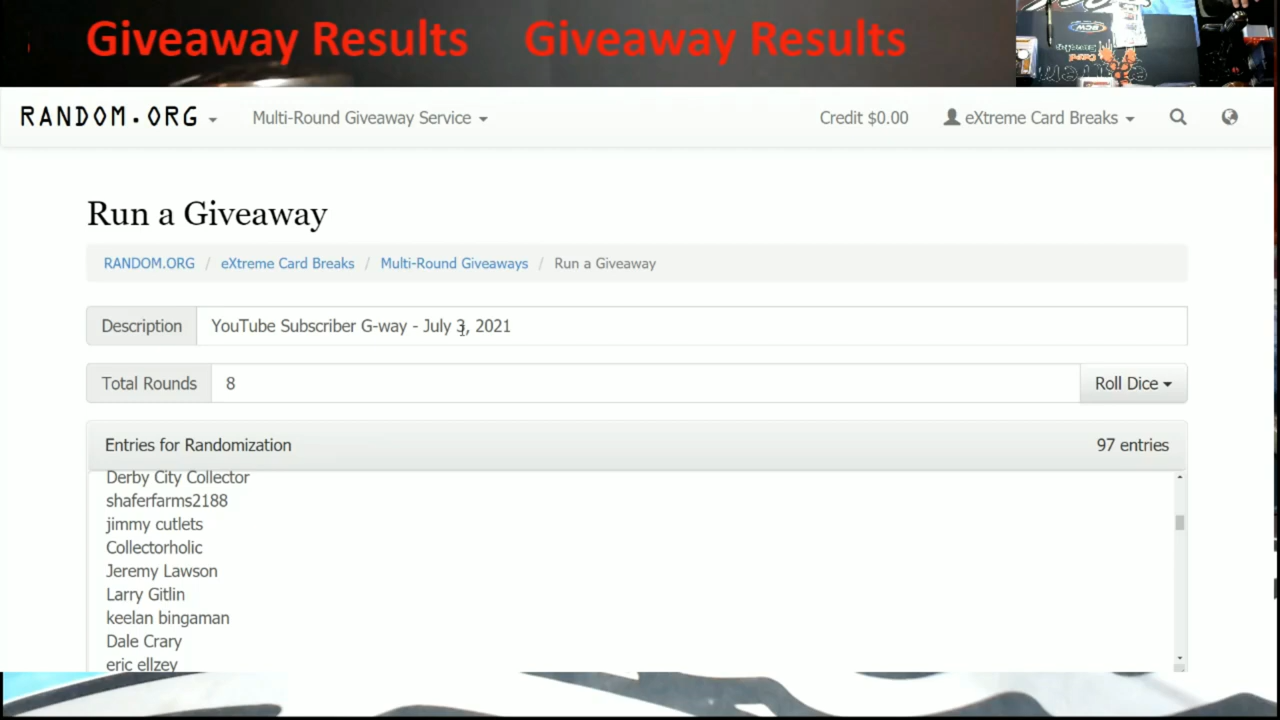 Giveaway Results Giveaway Results
RANDOM.ORG
Multi-Round Giveaway Service
Credit $0.00
eXtreme Card Breaks
Run a Giveaway
RANDOM.ORG / eXtreme Card Breaks / Multi-Round Giveaways / Run a Giveaway
Description YouTube Subscriber G-way - July 3, 2021
Total Rounds 8 Roll Dice
Entries for Randomization 97 entries
Derby City Collector
shaferfarms2188
jimmy cutlets
Collectorholic
Jeremy Lawson
Larry Gitlin
keelan bingaman
Dale Crary
eric ellzey